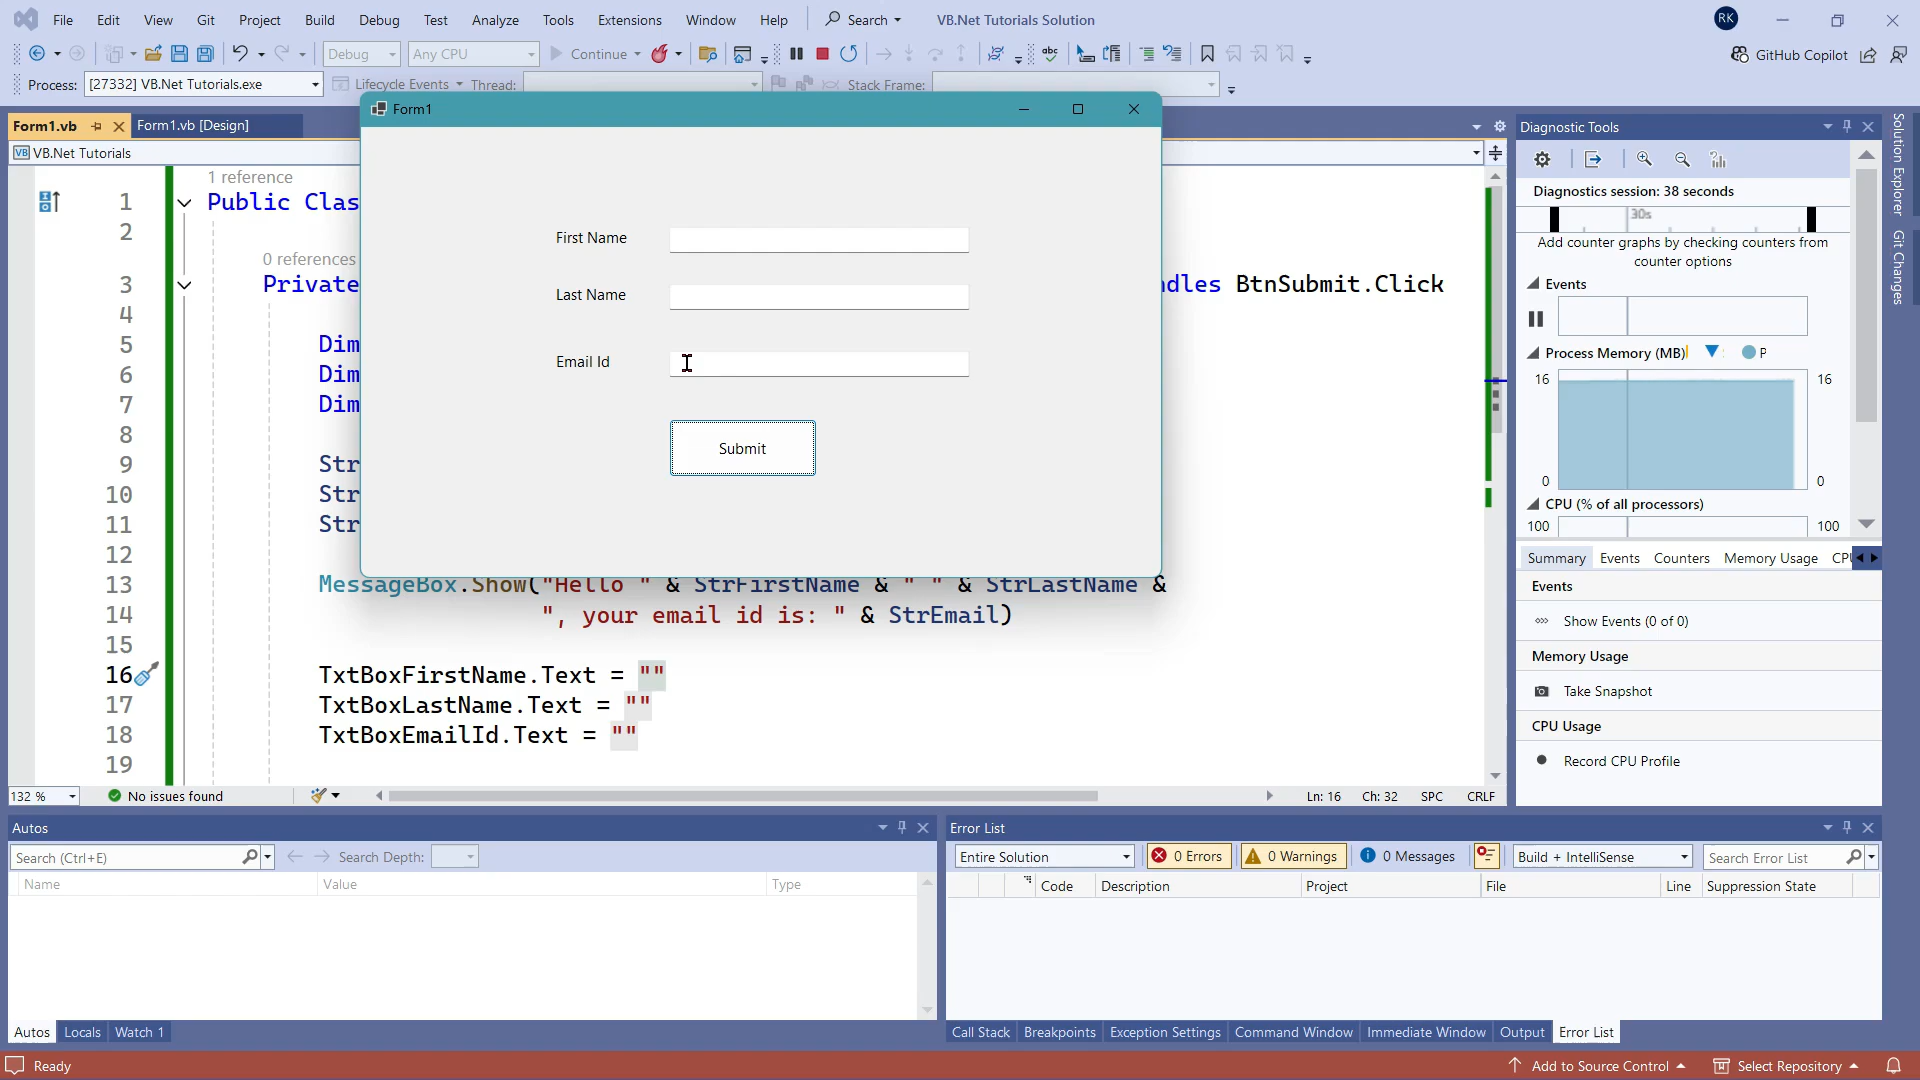 File Edit View Git Project Build Debug Test Analyze Tools Extensions Window Help Search VB.Net Tutorials Solution RK
Debug Any CPU Continue GitHub Copilot
Process: [27332] VB.Net Tutorials.exe Lifecycle Events Thread: Stack Frame:
Form1
Form1.vb Form1.vb [Design]
VB.Net Tutorials
1 reference
1 Public Clas
2
0 references
3 Private ndles BtnSubmit.Click
4
5 Dim
6 Dim
7 Dim
8
9 Str
10 Str
11 Str
12
13 MessageBox.Show("Hello " & StrFirstName & " " & StrLastName &
14 ", your email id is: " & StrEmail)
15
16 TxtBoxFirstName.Text = ""
17 TxtBoxLastName.Text = ""
18 TxtBoxEmailId.Text = ""
19
First Name
Last Name
Email Id
Submit
132 % No issues found Ln: 16 Ch: 32 SPC CRLF
Diagnostic Tools
Diagnostics session: 38 seconds
30s
Add counter graphs by checking counters from
counter options
Events
Process Memory (MB) P
16 16
0 0
CPU (% of all processors)
100 100
Summary Events Counters Memory Usage CPU
Events
Show Events (0 of 0)
Memory Usage
Take Snapshot
CPU Usage
Record CPU Profile
Solution Explorer
Git Changes
Autos
Search (Ctrl+E) Search Depth:
Name Value Type
Autos Locals Watch 1
Error List
Entire Solution 0 Errors 0 Warnings 0 Messages Build + IntelliSense Search Error List
Code Description Project File Line Suppression State
Call Stack Breakpoints Exception Settings Command Window Immediate Window Output Error List
Ready Add to Source Control Select Repository